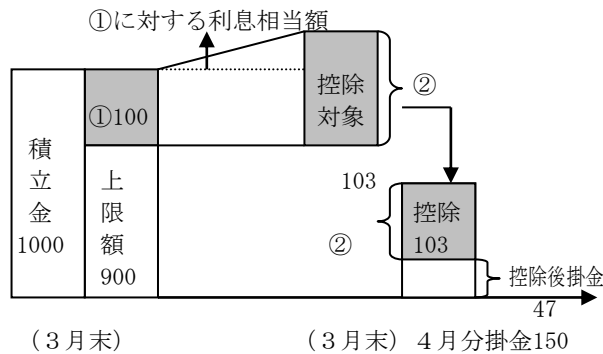 ①に対する利息相当額
①100
控除
対象
②
積
立
金
1000
上
限
額
900
103
②
控除
103
控除後掛金
47
(3月末)
(3月末)
4月分掛金150